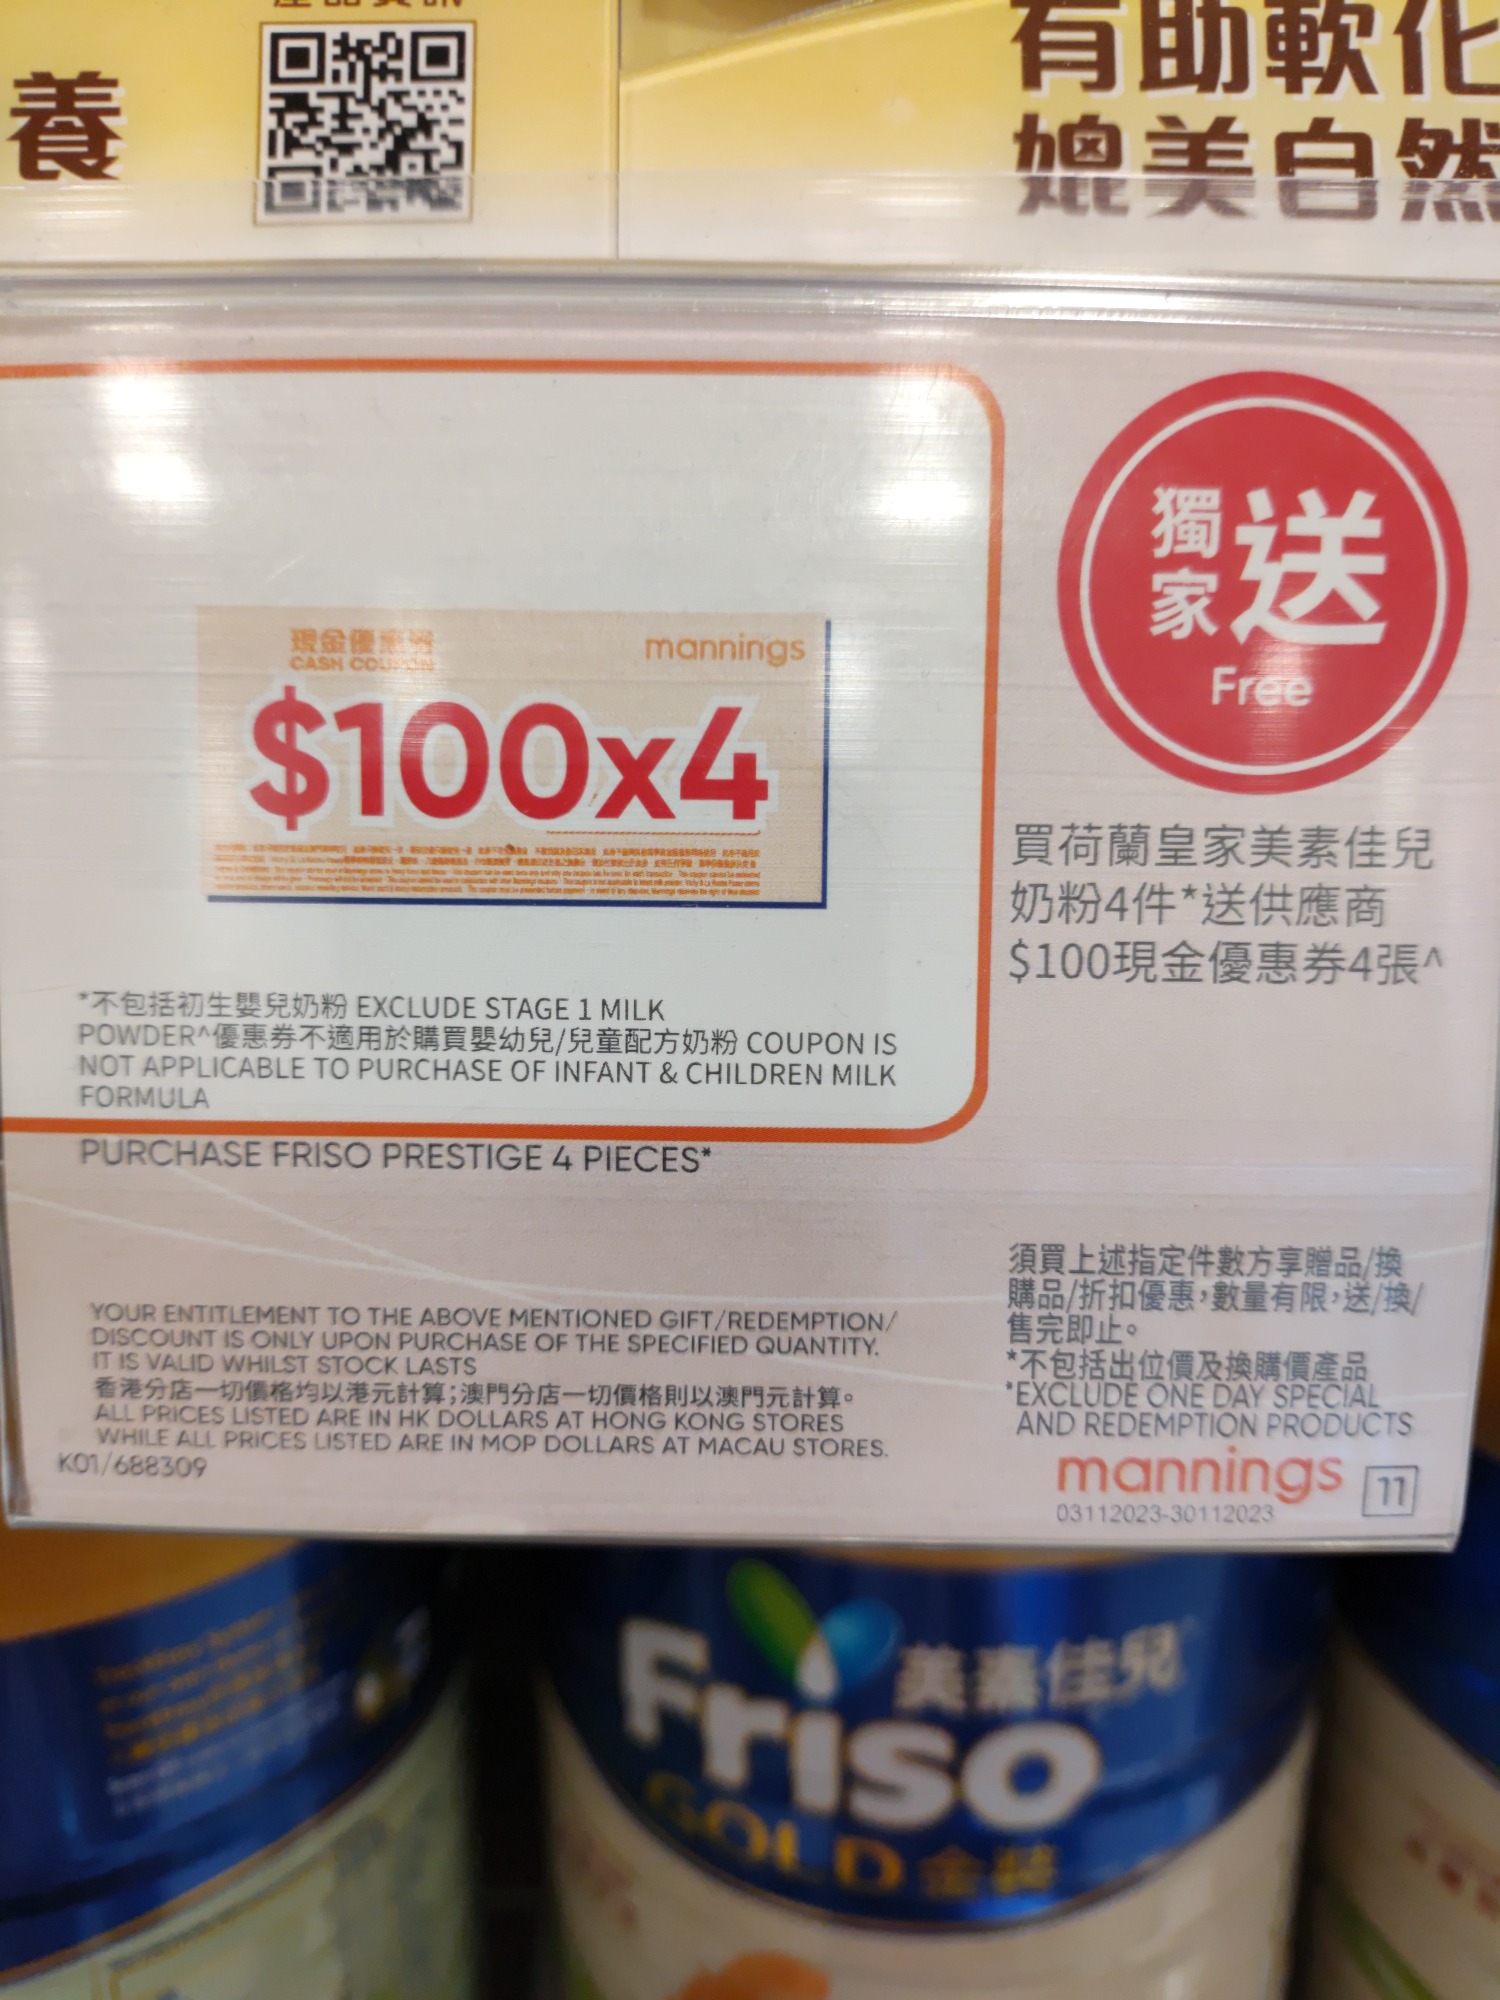 養
有助軟化
媲美自然
現金優惠券
CASH COUPON
mannings
$100x4
獨家
送
Free
買荷蘭皇家美素佳兒
奶粉4件*送供應商
$100現金優惠券4張^
*不包括初生嬰兒奶粉 EXCLUDE STAGE 1 MILK
POWDER^優惠券不適用於購買嬰幼兒/兒童配方奶粉 COUPON IS
NOT APPLICABLE TO PURCHASE OF INFANT & CHILDREN MILK
FORMULA
PURCHASE FRISO PRESTIGE 4 PIECES*
YOUR ENTITLEMENT TO THE ABOVE MENTIONED GIFT/REDEMPTION/
DISCOUNT IS ONLY UPON PURCHASE OF THE SPECIFIED QUANTITY.
IT IS VALID WHILST STOCK LASTS
香港分店一切價格均以港元計算;澳門分店一切價格則以澳門元計算。
ALL PRICES LISTED ARE IN HK DOLLARS AT HONG KONG STORES
WHILE ALL PRICES LISTED ARE IN MOP DOLLARS AT MACAU STORES.
K01/688309
須買上述指定件數方享贈品/換
購品/折扣優惠,數量有限,送/換/
售完即止。
*不包括出位價及換購價產品
*EXCLUDE ONE DAY SPECIAL
AND REDEMPTION PRODUCTS
mannings 11
03112023-30112023
Friso 美素佳兒
GOLD 金裝